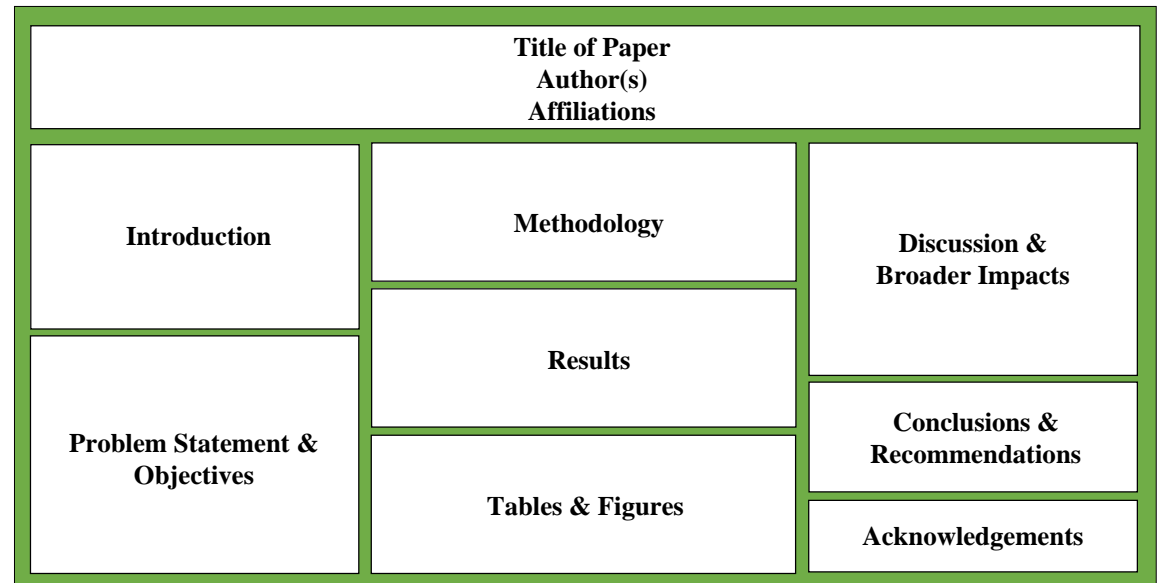 Title of Paper
Author(s)
Affiliations
Introduction
Problem Statement &
Objectives
Methodology
Results
Tables & Figures
Discussion &
Broader Impacts
Conclusions &
Recommendations
Acknowledgements